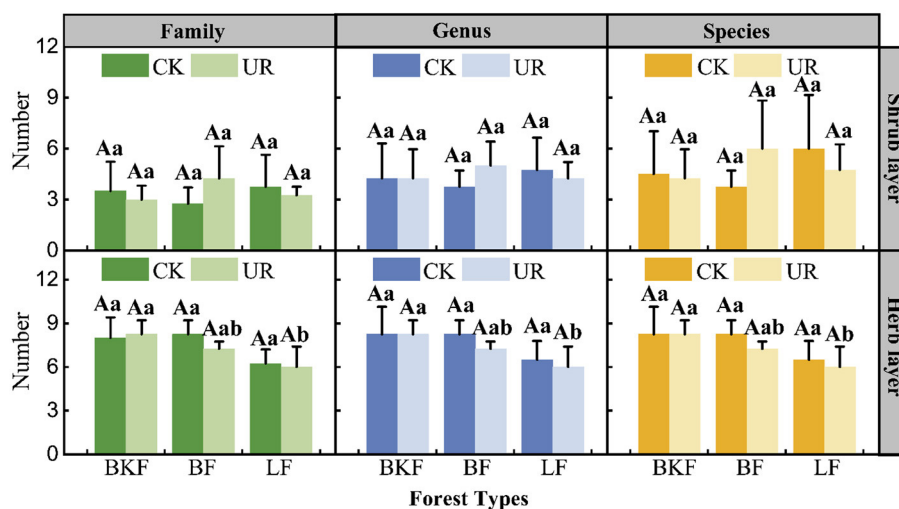 Family Genus Species
12 CK UR CK UR CK UR
Aa Aa Aa Aa Aa Aa
Aa Aa Aa Aa Aa Aa
Aa Aa Aa Aa Aa Aa
9
6
3
0
Number
Shrub layer
12 CK UR CK UR CK UR
Aa Aa Aa Aab Aa Ab
Aa Aa Aa Aab Aa Ab
Aa Aa Aa Aab Aa Ab
9
6
3
0
Number
Herb layer
BKF BF LF BKF BF LF BKF BF LF
Forest Types